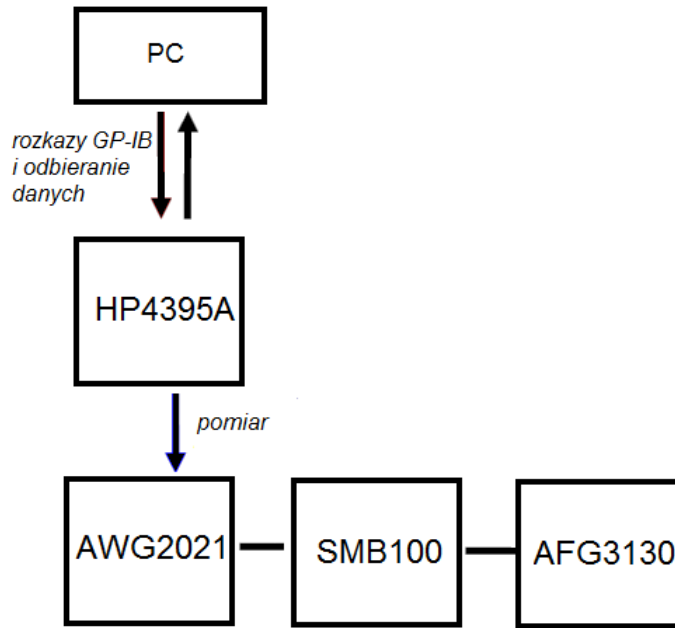 PC
rozkazy GP-IB
i odbieranie
danych
HP4395A
pomiar
AWG2021
SMB100
AFG3130